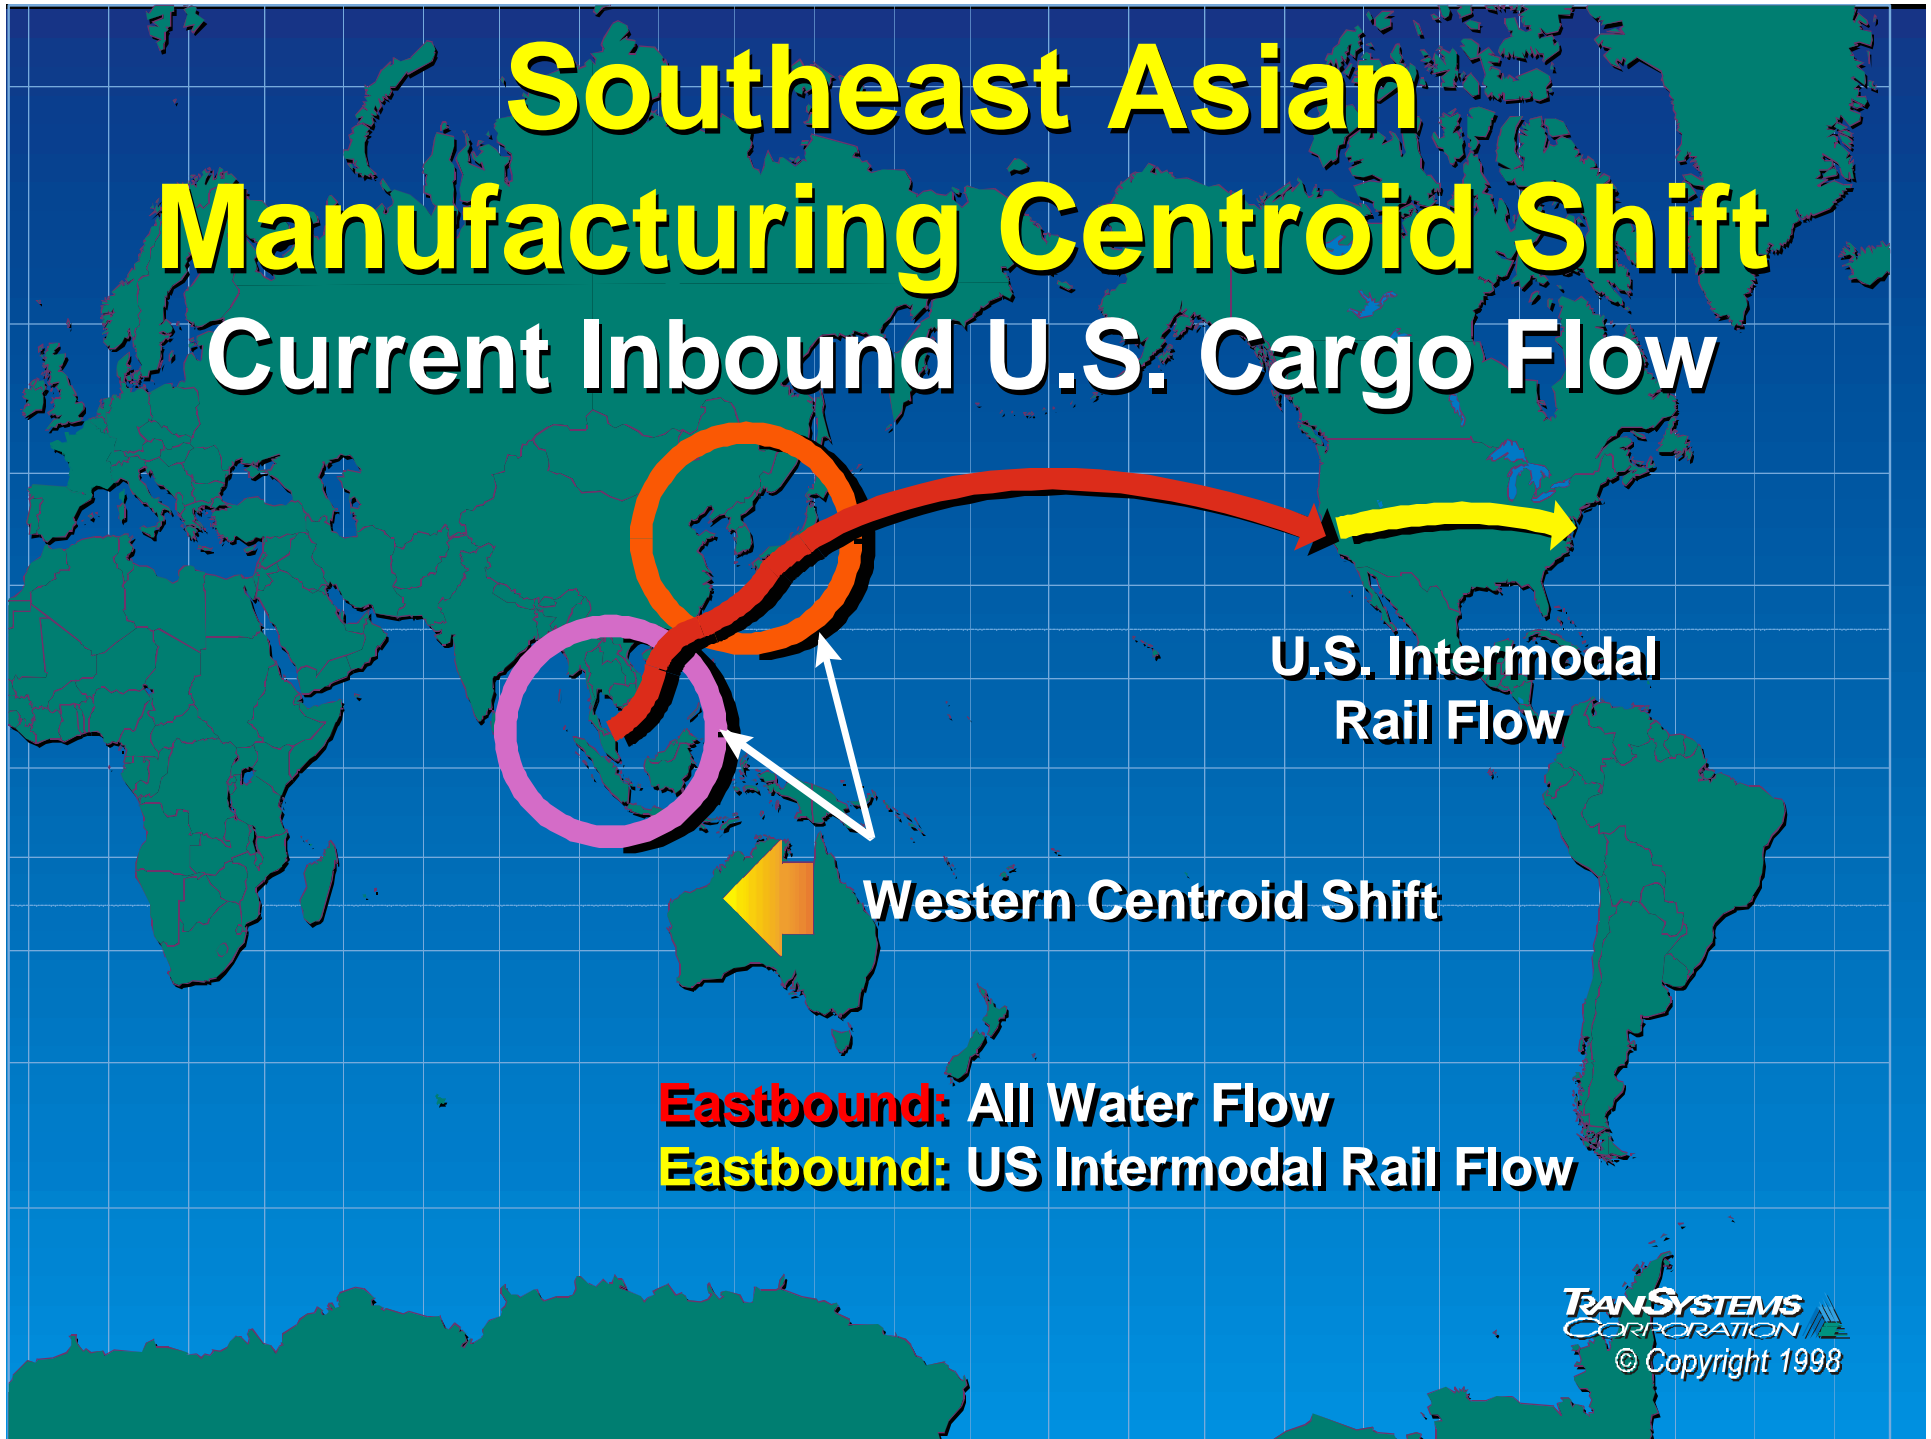 Southeast Asian
Manufacturing Centroid Shift
Current Inbound U.S. Cargo Flow
U.S. Intermodal
Rail Flow
Western Centroid Shift
Eastbound: All Water Flow
Eastbound: US Intermodal Rail Flow
TRANSYSTEMS
CORPORATION
© Copyright 1998